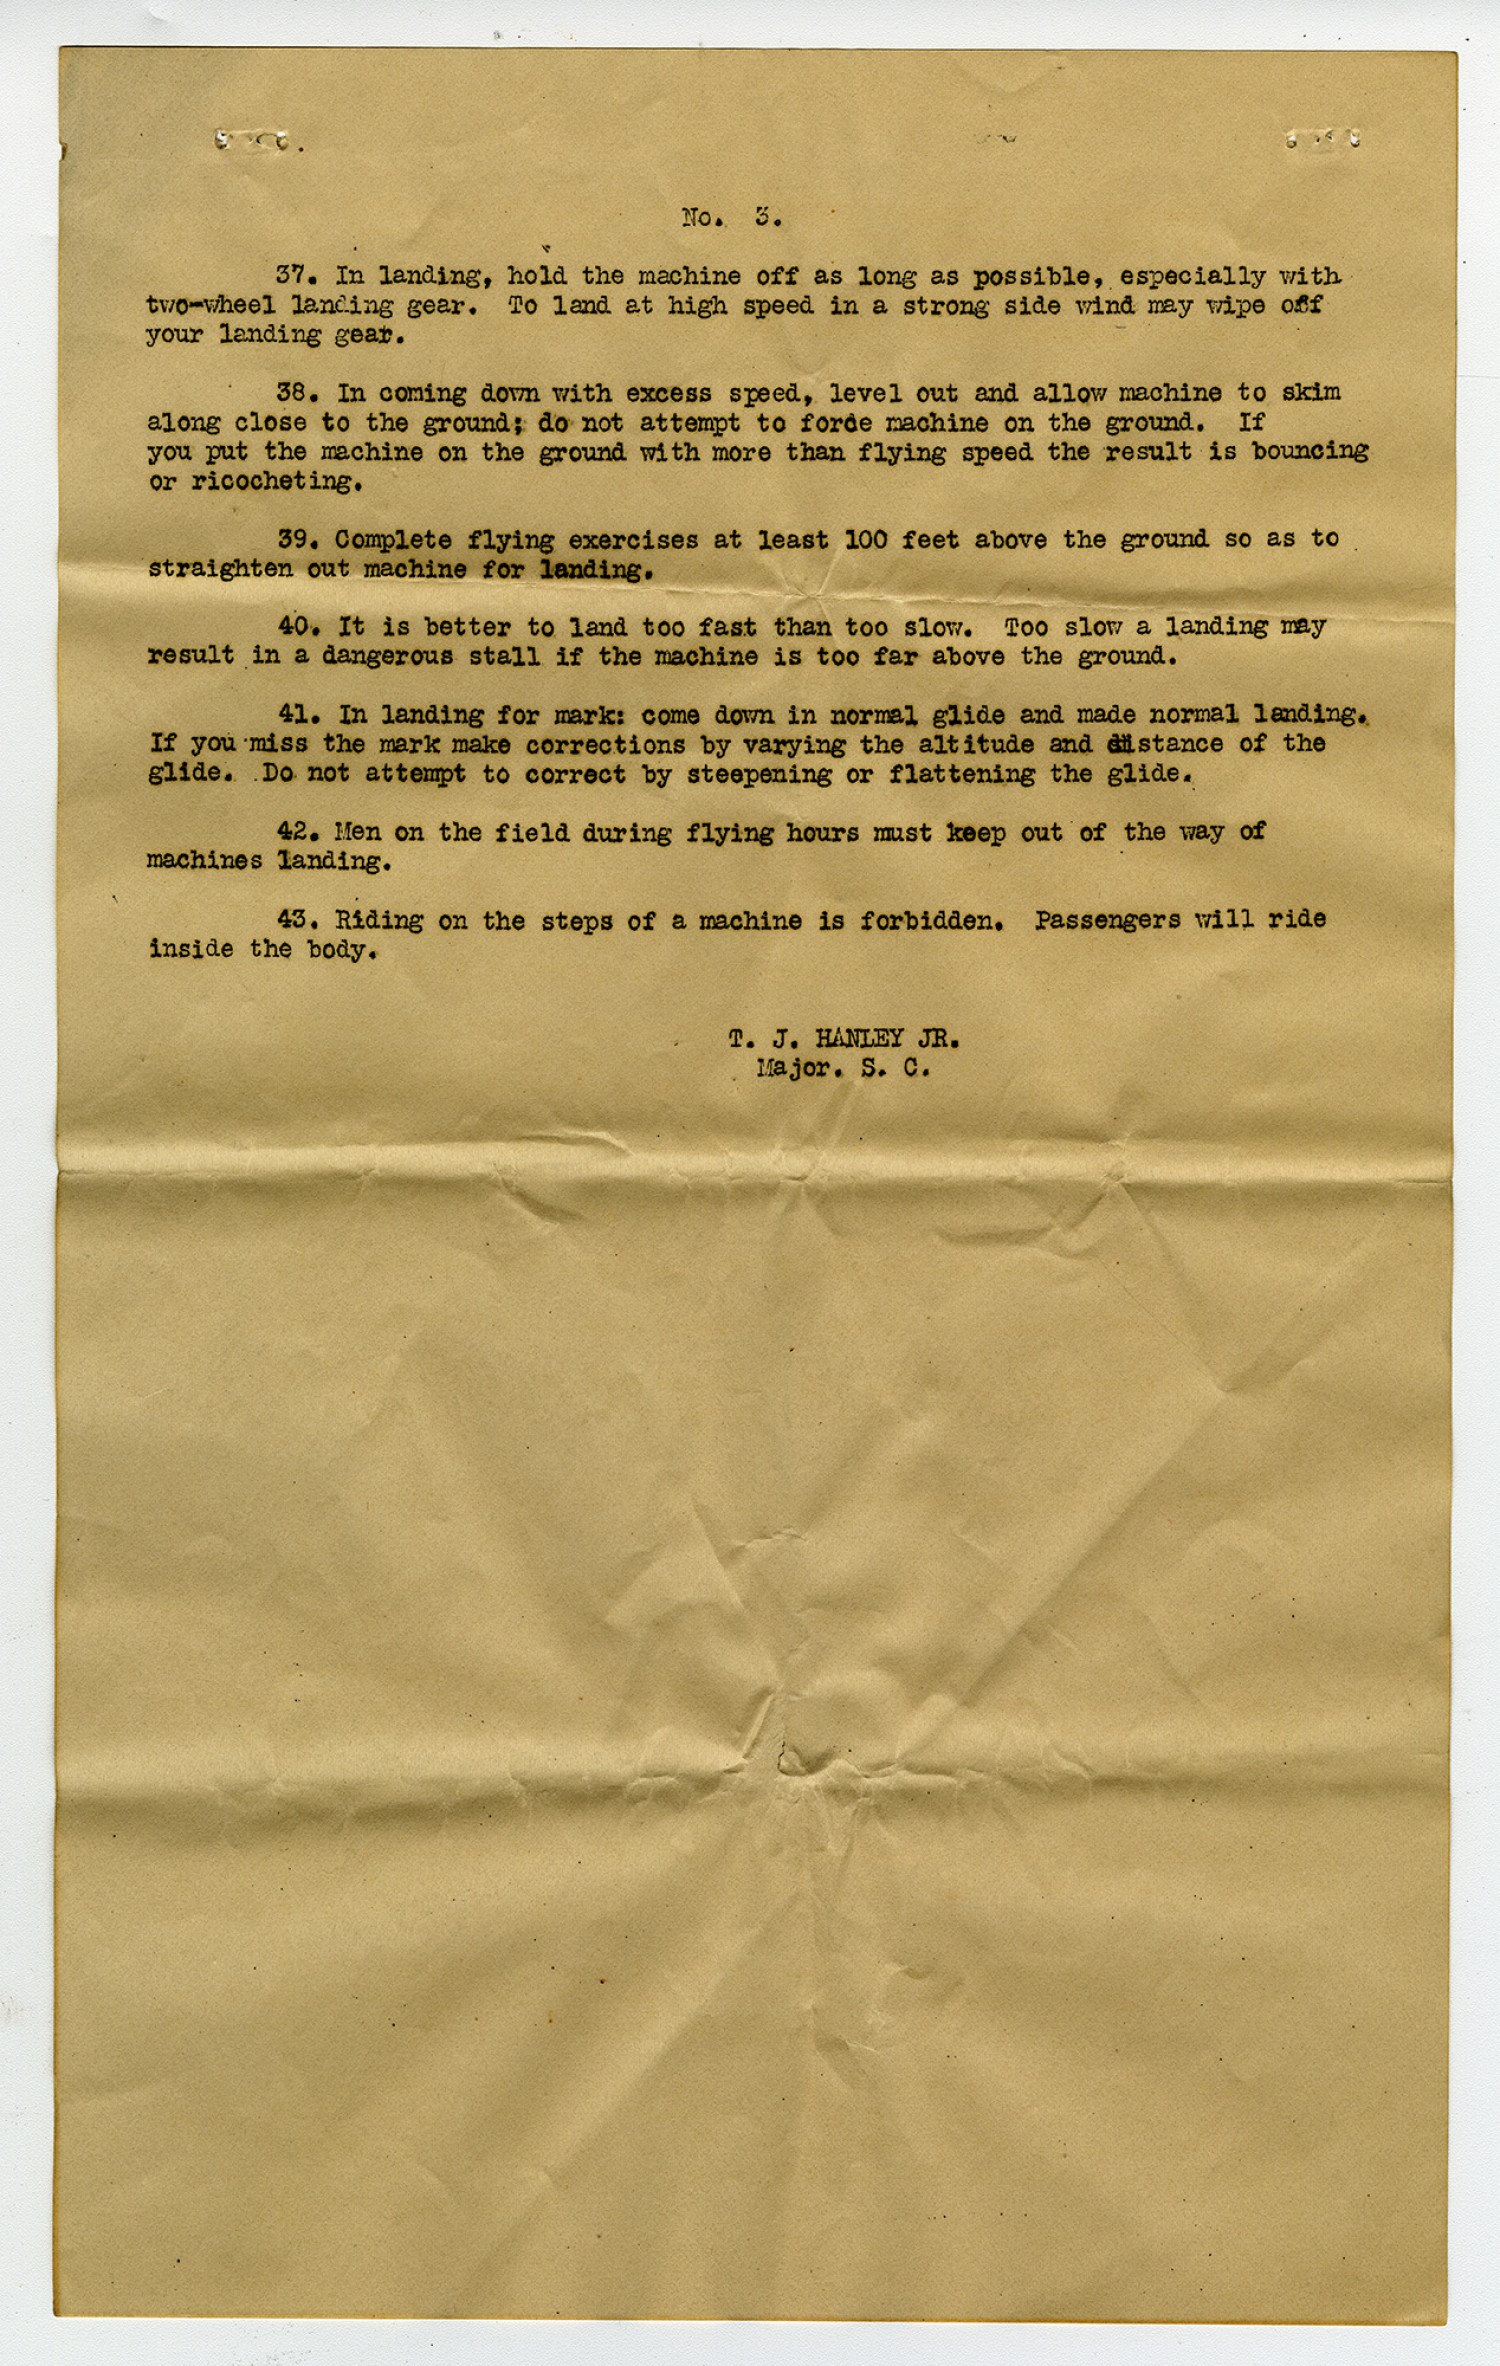 No. 3.
37. In landing, hold the machine off as long as possible, especially with
two-wheel landing gear. To land at high speed in a strong side wind may wipe off
your landing gear.
38. In coming down with excess speed, level out and allow machine to skim
along close to the ground; do not attempt to forde machine on the ground. If
you put the machine on the ground with more than flying speed the result is bouncing
or ricocheting.
39. Complete flying exercises at least 100 feet above the ground so as to
straighten out machine for landing.
40. It is better to land too fast than too slow. Too slow a landing may
result in a dangerous stall if the machine is too far above the ground.
41. In landing for mark: come down in normal glide and made normal landing.
If you miss the mark make corrections by varying the altitude and distance of the
glide. Do not attempt to correct by steepening or flattening the glide.
42. Men on the field during flying hours must keep out of the way of
machines landing.
43. Riding on the steps of a machine is forbidden. Passengers will ride
inside the body.
T. J. HANLEY JR.
Major. S. C.